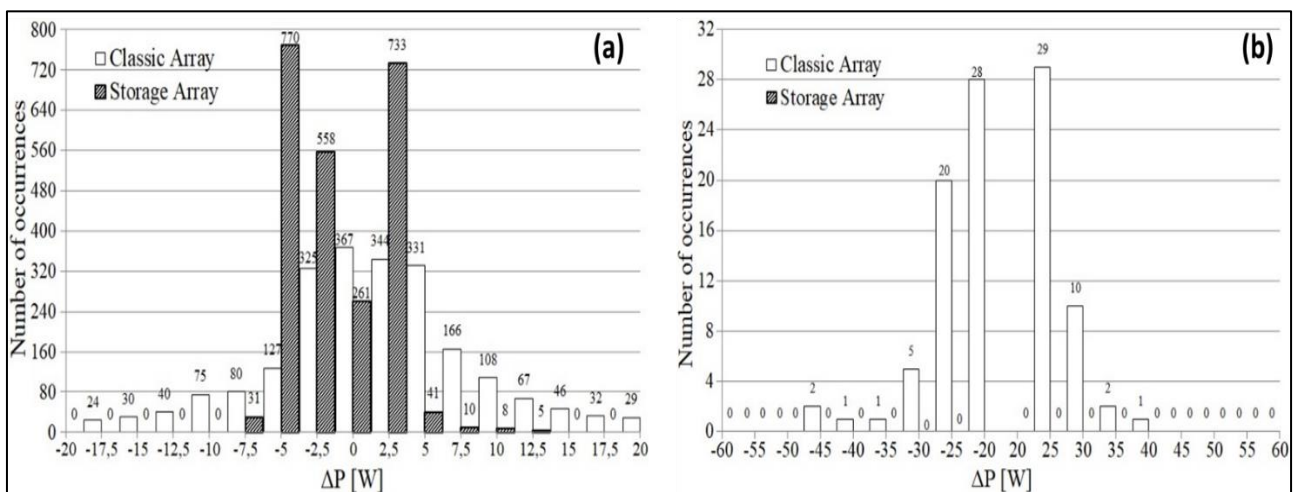 (a)
Classic Array
Storage Array
Number of occurrences
800
720
640
560
480
400
320
240
160
80
0
0 24 0 30 0 40 0 75 0 80 31 127 770 325 558 367 261 344 733 331 41 166 10 108 8 67 5 46 0 32 0 29
-20 -17,5 -15 -12,5 -10 -7,5 -5 -2,5 0 2,5 5 7,5 10 12,5 15 17,5 20
ΔP [W]
(b)
Classic Array
Storage Array
Number of occurrences
32
28
24
20
16
12
8
4
0
0 0 0 0 0 2 0 1 0 1 0 5 0 20 0 28 0 29 0 10 0 2 0 1 0 0 0 0 0 0 0 0
-60 -55 -50 -45 -40 -35 -30 -25 -20 20 25 30 35 40 45 50 55 60
ΔP [W]